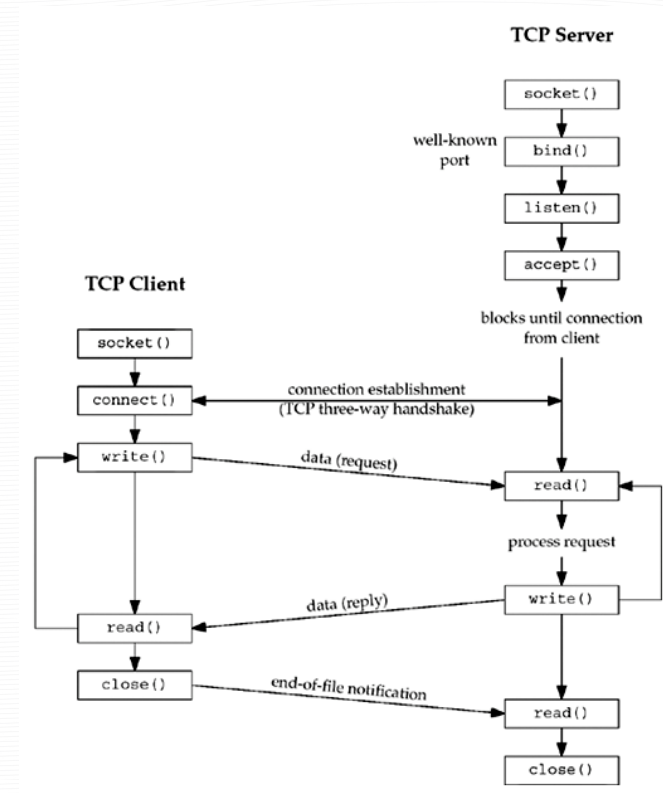 TCP Server
socket()
well-known
port
bind()
listen()
accept()
blocks until connection
from client
TCP Client
socket()
connect()
connection establishment
(TCP three-way handshake)
write()
data (request)
read()
process request
write()
data (reply)
read()
close()
end-of-file notification
read()
close()